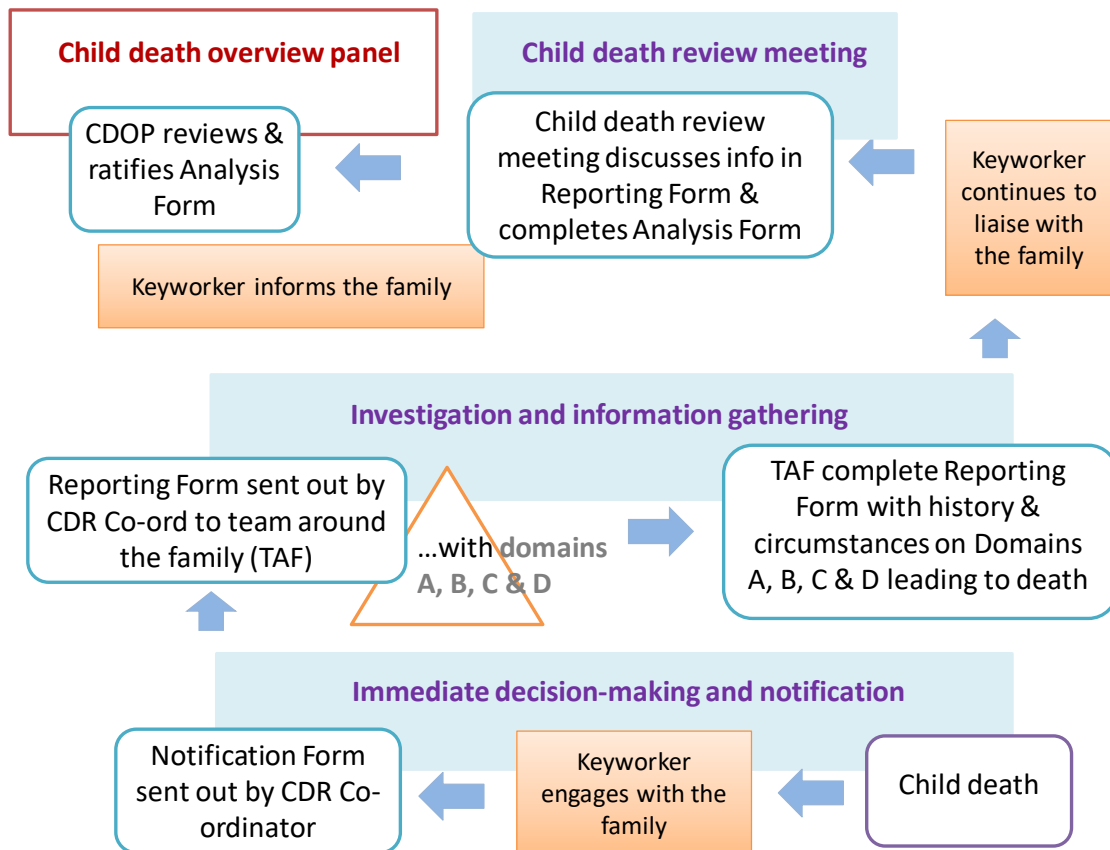 Child death overview panel
CDOP reviews &
ratifies Analysis
Form
Child death review meeting
Child death review
meeting discusses info in
Reporting Form &
completes Analysis Form
Keyworker
continues to
liaise with
the family
Keyworker informs the family
Investigation and information gathering
Reporting Form sent out by
CDR Co-ord to team around
the family (TAF)
...with domains
A, B, C & D
TAF complete Reporting
Form with history &
circumstances on Domains
A, B, C & D leading to death
Immediate decision-making and notification
Notification Form
sent out by CDR Co-
ordinator
Keyworker
engages with the
family
Child death